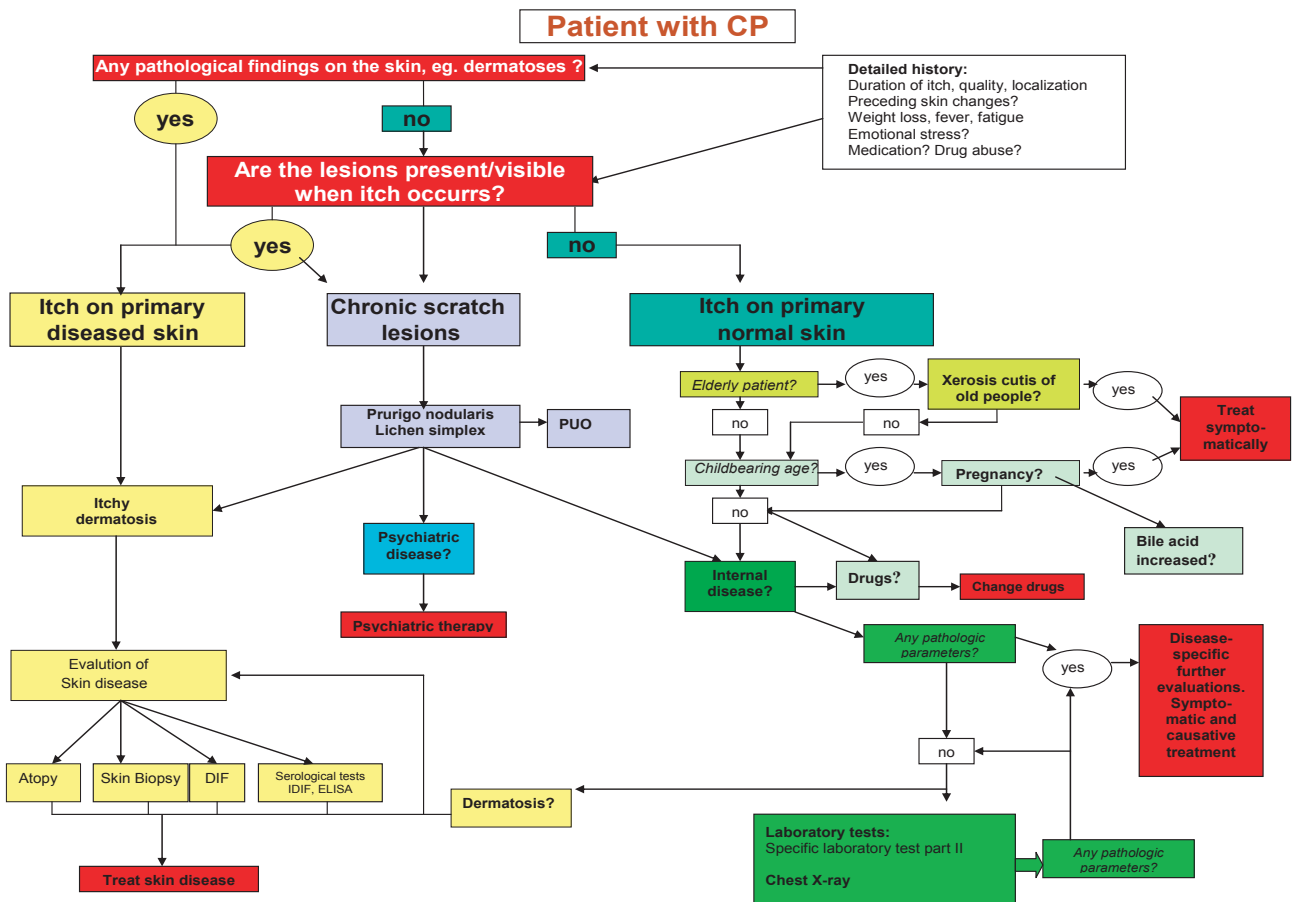 Patient with CP
Any pathological findings on the skin, eg. dermatoses ?
Detailed history:
Duration of itch, quality, localization
Preceding skin changes?
Weight loss, fever, fatigue
Emotional stress?
Medication? Drug abuse?
yes
no
Are the lesions present/visible
when itch occurrs?
yes
no
Itch on primary
diseased skin
Chronic scratch
lesions
Itch on primary
normal skin
Elderly patient?
yes
Xerosis cutis of
old people?
yes
Treat
sympto-
matically
no
no
Prurigo nodularis
Lichen simplex
PUO
Childbearing age?
yes
Pregnancy?
yes
Itchy
dermatosis
no
Psychiatric
disease?
Bile acid
increased?
Internal
disease?
Drugs?
Change drugs
Psychiatric therapy
Any pathologic
parameters?
yes
Disease-
specific
further
evaluations.
Sympto-
matic and
causative
treatment
Evalution of
Skin disease
no
Atopy
Skin Biopsy
DIF
Serological tests
IDIF, ELISA
Dermatosis?
Laboratory tests:
Specific laboratory test part II
Chest X-ray
Any pathologic
parameters?
Treat skin disease